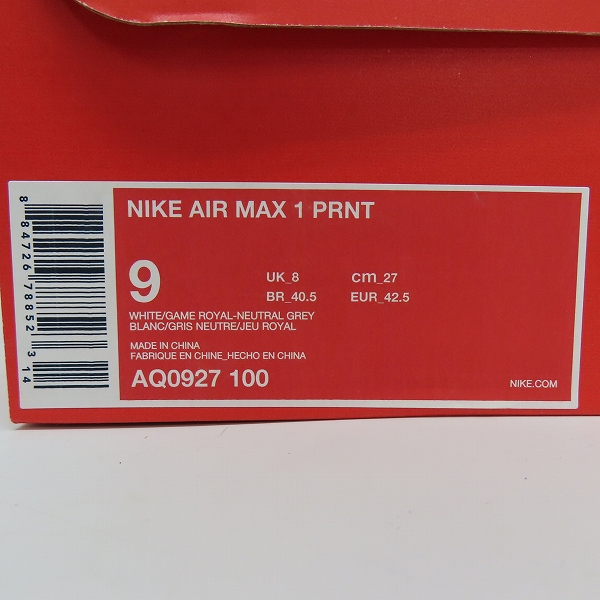 NIKE AIR MAX 1 PRNT
9
UK_8 cm_27
BR_40.5 EUR_42.5
WHITE/GAME ROYAL-NEUTRAL GREY
BLANC/GRIS NEUTRE/JEU ROYAL
MADE IN CHINA
FABRIQUE EN CHINE_HECHO EN CHINA
AQ0927 100
NIKE.COM
8 84726 78852 3 14